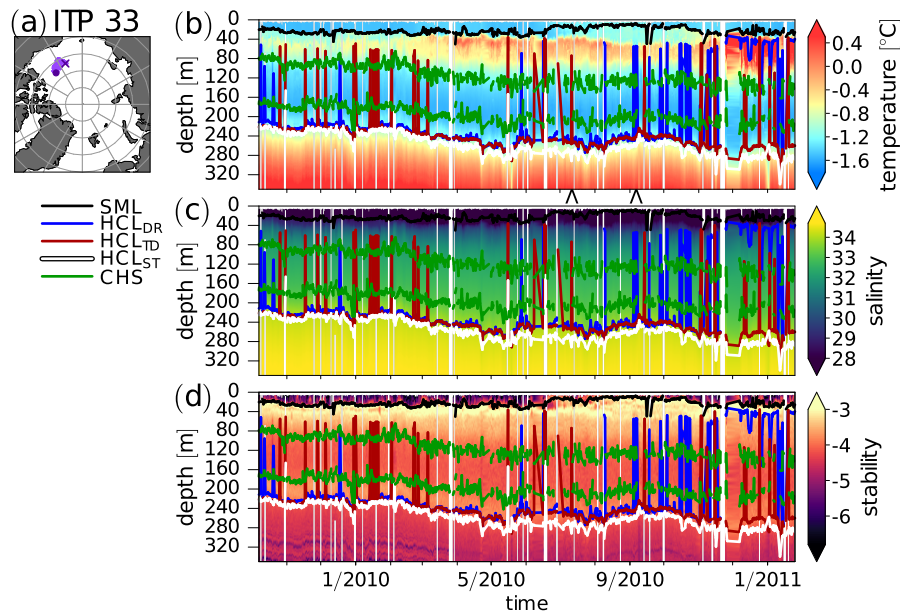 (a) ITP 33
SML
HCL_DR
HCL_TD
HCL_ST
CHS
(b)
depth [m]
0
40
80
120
160
200
240
280
320
0.4
0.0
-0.4
-0.8
-1.2
-1.6
temperature [°C]
^ ^
(c)
depth [m]
0
40
80
120
160
200
240
280
320
34
33
32
31
30
29
28
salinity
(d)
depth [m]
0
40
80
120
160
200
240
280
320
-3
-4
-5
-6
stability
1/2010 5/2010 9/2010 1/2011
time